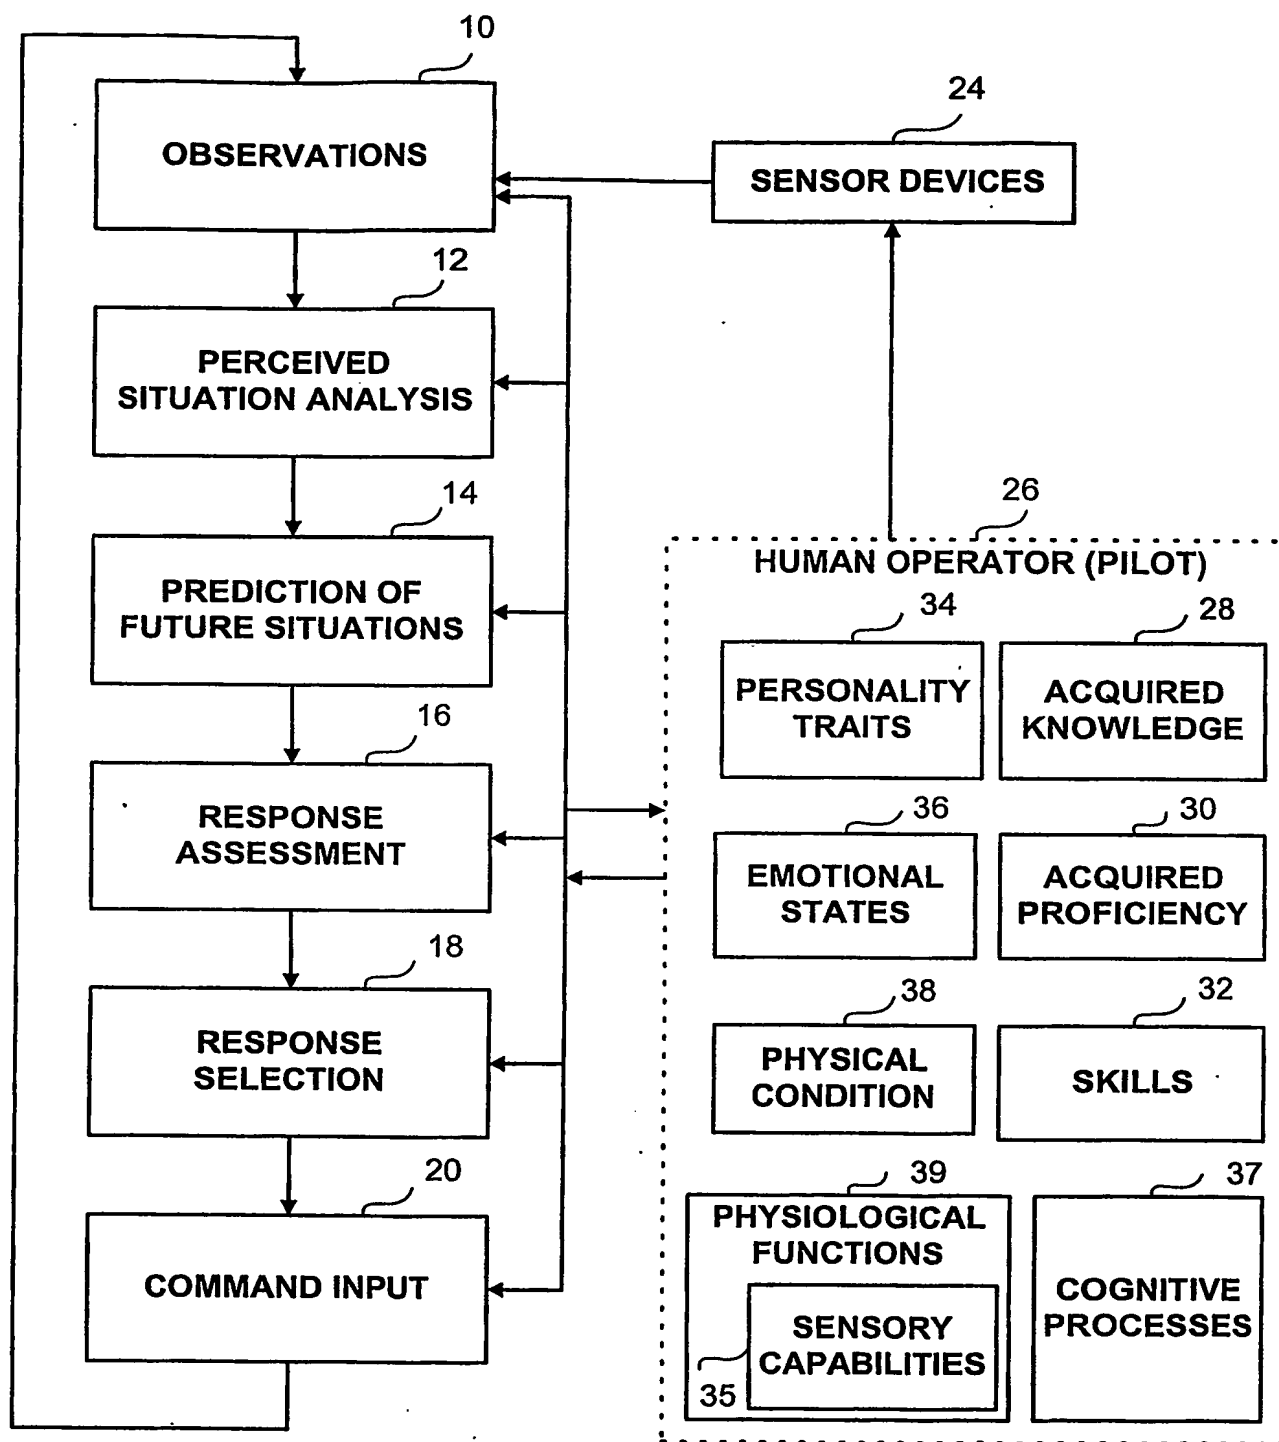 10
OBSERVATIONS
24
SENSOR DEVICES
12
PERCEIVED
SITUATION ANALYSIS
14
PREDICTION OF
FUTURE SITUATIONS
16
RESPONSE
ASSESSMENT
18
RESPONSE
SELECTION
20
COMMAND INPUT
26
HUMAN OPERATOR (PILOT)
34
PERSONALITY
TRAITS
28
ACQUIRED
KNOWLEDGE
36
EMOTIONAL
STATES
30
ACQUIRED
PROFICIENCY
38
PHYSICAL
CONDITION
32
SKILLS
39
PHYSIOLOGICAL
FUNCTIONS
SENSORY
CAPABILITIES
35
37
COGNITIVE
PROCESSES